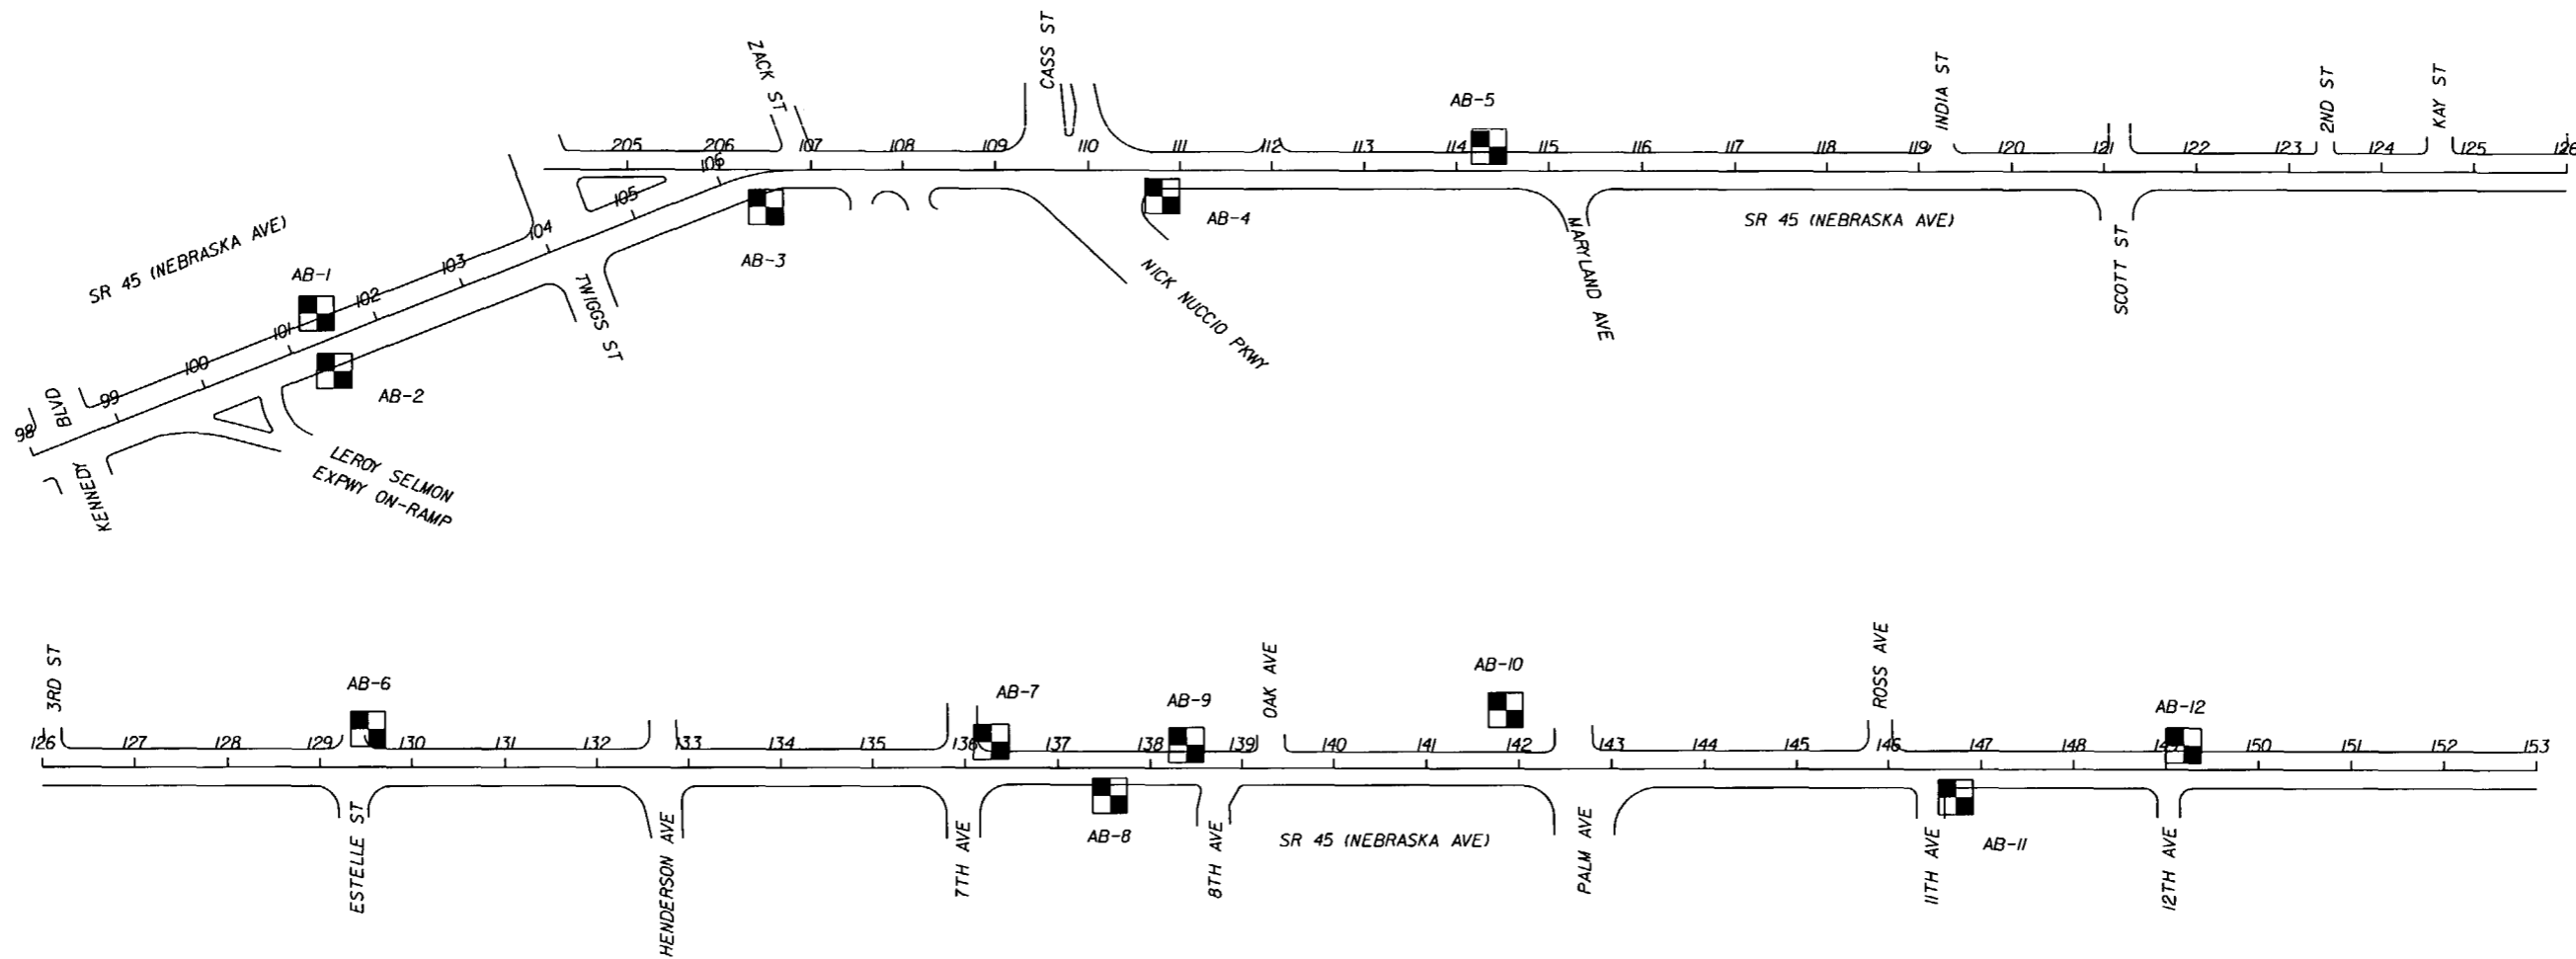 ZACK ST
CASS ST
AB-5
INDIA ST
2ND ST
KAY ST
205 206 107 108 109 110 111 112 113 114 115 116 117 118 119 120 121 122 123 124 125 126
106
105
104
103
102
101
100
99
98
SR 45 (NEBRASKA AVE)
AB-1
AB-2
AB-3
AB-4
SR 45 (NEBRASKA AVE)
MARYLAND AVE
SCOTT ST
NICK NUCCIO PKWY
TWIGGS ST
KENNEDY
BLVD
LEROY SELMON
EXPWY ON-RAMP
3RD ST
AB-6
AB-7
AB-9
OAK AVE
AB-10
ROSS AVE
AB-12
126 127 128 129 130 131 132 133 134 135 136 137 138 139 140 141 142 143 144 145 146 147 148 149 150 151 152 153
ESTELLE ST
HENDERSON AVE
7TH AVE
AB-8
8TH AVE
SR 45 (NEBRASKA AVE)
PALM AVE
11TH AVE
AB-11
12TH AVE